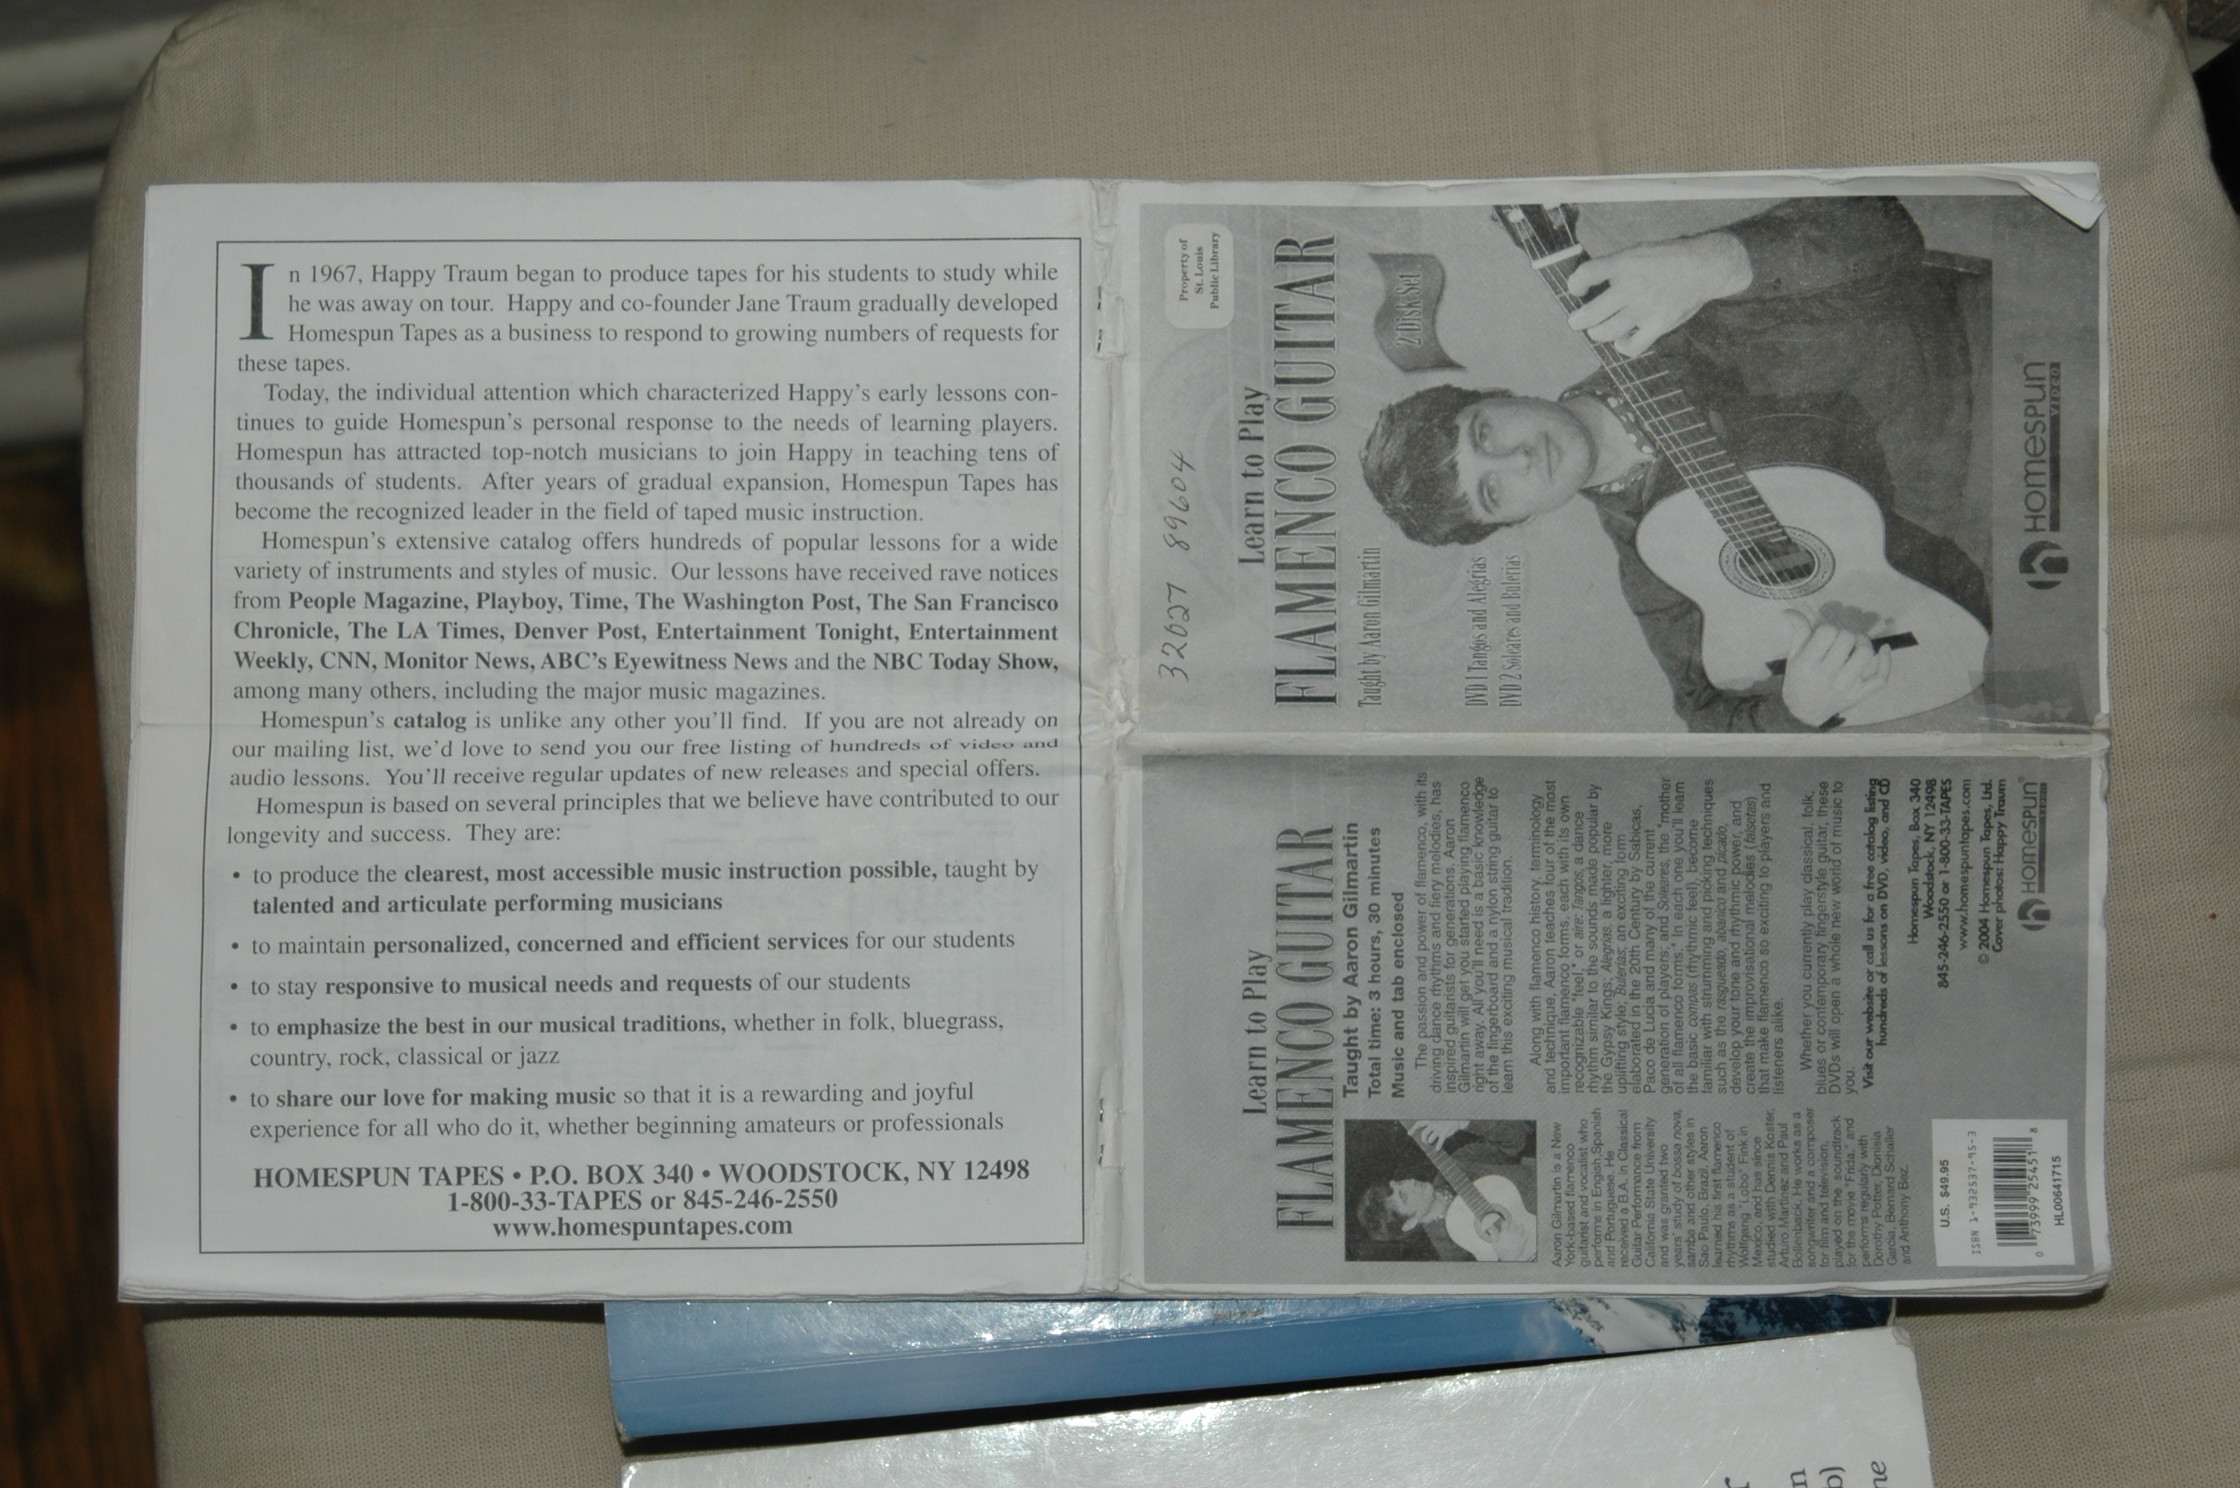 In 1967, Happy Traum began to produce tapes for his students to study while
he was away on tour. Happy and co-founder Jane Traum gradually developed
Homespun Tapes as a business to respond to growing numbers of requests for
these tapes.
Today, the individual attention which characterized Happy's early lessons con-
tinues to guide Homespun's personal response to the needs of learning players.
Homespun has attracted top-notch musicians to join Happy in teaching tens of
thousands of students. After years of gradual expansion, Homespun Tapes has
become the recognized leader in the field of taped music instruction.
Homespun's extensive catalog offers hundreds of popular lessons for a wide
variety of instruments and styles of music. Our lessons have received rave notices
from People Magazine, Playboy, Time, The Washington Post, The San Francisco
Chronicle, The LA Times, Denver Post, Entertainment Tonight, Entertainment
Weekly, CNN, Monitor News, ABC's Eyewitness News and the NBC Today Show,
among many others, including the major music magazines.
Homespun's catalog is unlike any other you'll find. If you are not already on
our mailing list, we'd love to send you our free listing of hundreds of video and
audio lessons. You'll receive regular updates of new releases and special offers.
Homespun is based on several principles that we believe have contributed to our
longevity and success. They are:
• to produce the clearest, most accessible music instruction possible, taught by
talented and articulate performing musicians
• to maintain personalized, concerned and efficient services for our students
• to stay responsive to musical needs and requests of our students
• to emphasize the best in our musical traditions, whether in folk, bluegrass,
country, rock, classical or jazz
• to share our love for making music so that it is a rewarding and joyful
experience for all who do it, whether beginning amateurs or professionals
HOMESPUN TAPES • P.O. BOX 340 • WOODSTOCK, NY 12498
1-800-33-TAPES or 845-246-2550
www.homespuntapes.com
Property of
St. Louis
Public Library
32627 89604
Learn to Play
FLAMENCO GUITAR
2 Disk Set
Taught by Aaron Gilmartin
DVD 1 Tangos and Alegrias
DVD 2 Soleares and Bulerias
HOMESPUN
VIDEO
Learn to Play
FLAMENCO GUITAR
Taught by Aaron Gilmartin
Total time: 3 hours, 30 minutes
Music and tab enclosed
The passion and power of flamenco, with its
driving dance rhythms and fiery melodies, has
inspired guitarists for generations. Aaron
Gilmartin will get you started playing flamenco
right away. All you'll need is a basic knowledge
of the fingerboard and a nylon string guitar to
learn this exciting musical tradition.
Along with flamenco history, terminology
and technique, Aaron teaches four of the most
important flamenco forms, each with its own
recognizable "feel," or aire: Tangos, a dance
rhythm similar to the sounds made popular by
the Gypsy Kings; Alegrias, a lighter, more
uplifting style; Bulerias, an exciting form
elaborated in the 20th Century by Sabicas,
Paco de Lucia and many of the current
generation of players; and Soleares, the "mother
of all flamenco forms." In each one you'll learn
the basic compas (rhythmic feel), become
familiar with strumming and picking techniques
such as the rasgueado, abanico and picado,
develop your tone and rhythmic power, and
create the improvisational melodies (falsetas)
that make flamenco so exciting to players and
listeners alike.
Whether you currently play classical, folk,
blues or contemporary fingerstyle guitar, these
DVDs will open a whole new world of music to
you.
Visit our website or call us for a free catalog listing
hundreds of lessons on DVD, video, and CD
Homespun Tapes, Box 340
Woodstock, NY 12498
845-246-2550 or 1-800-33-TAPES
www.homespuntapes.com
© 2004 Homespun Tapes, Ltd.
Cover photos: Happy Traum
HOMESPUN
Aaron Gilmartin is a New
York-based flamenco
guitarist and vocalist who
performs in English, Spanish
and Portuguese. He
received a B.A. in Classical
Guitar Performance from
California State University
and was granted two
years' study of bossa nova,
samba and other styles in
Sao Paulo, Brazil. Aaron
learned his first flamenco
rhythms as a student of
Wolfgang "Lobo" Fink in
Mexico, and has since
studied with Dennis Koster,
Arturo Martinez and Paul
Bollenback. He works as a
songwriter and a composer
for film and television,
played on the soundtrack
for the movie "Frida," and
performs regularly with
Dorothy Potter, Dionisia
Garcia, Bernard Schaller
and Anthony Baez.
U.S. $49.95
ISBN 1-932537-95-3
0 73999 25451 8
HL00641715